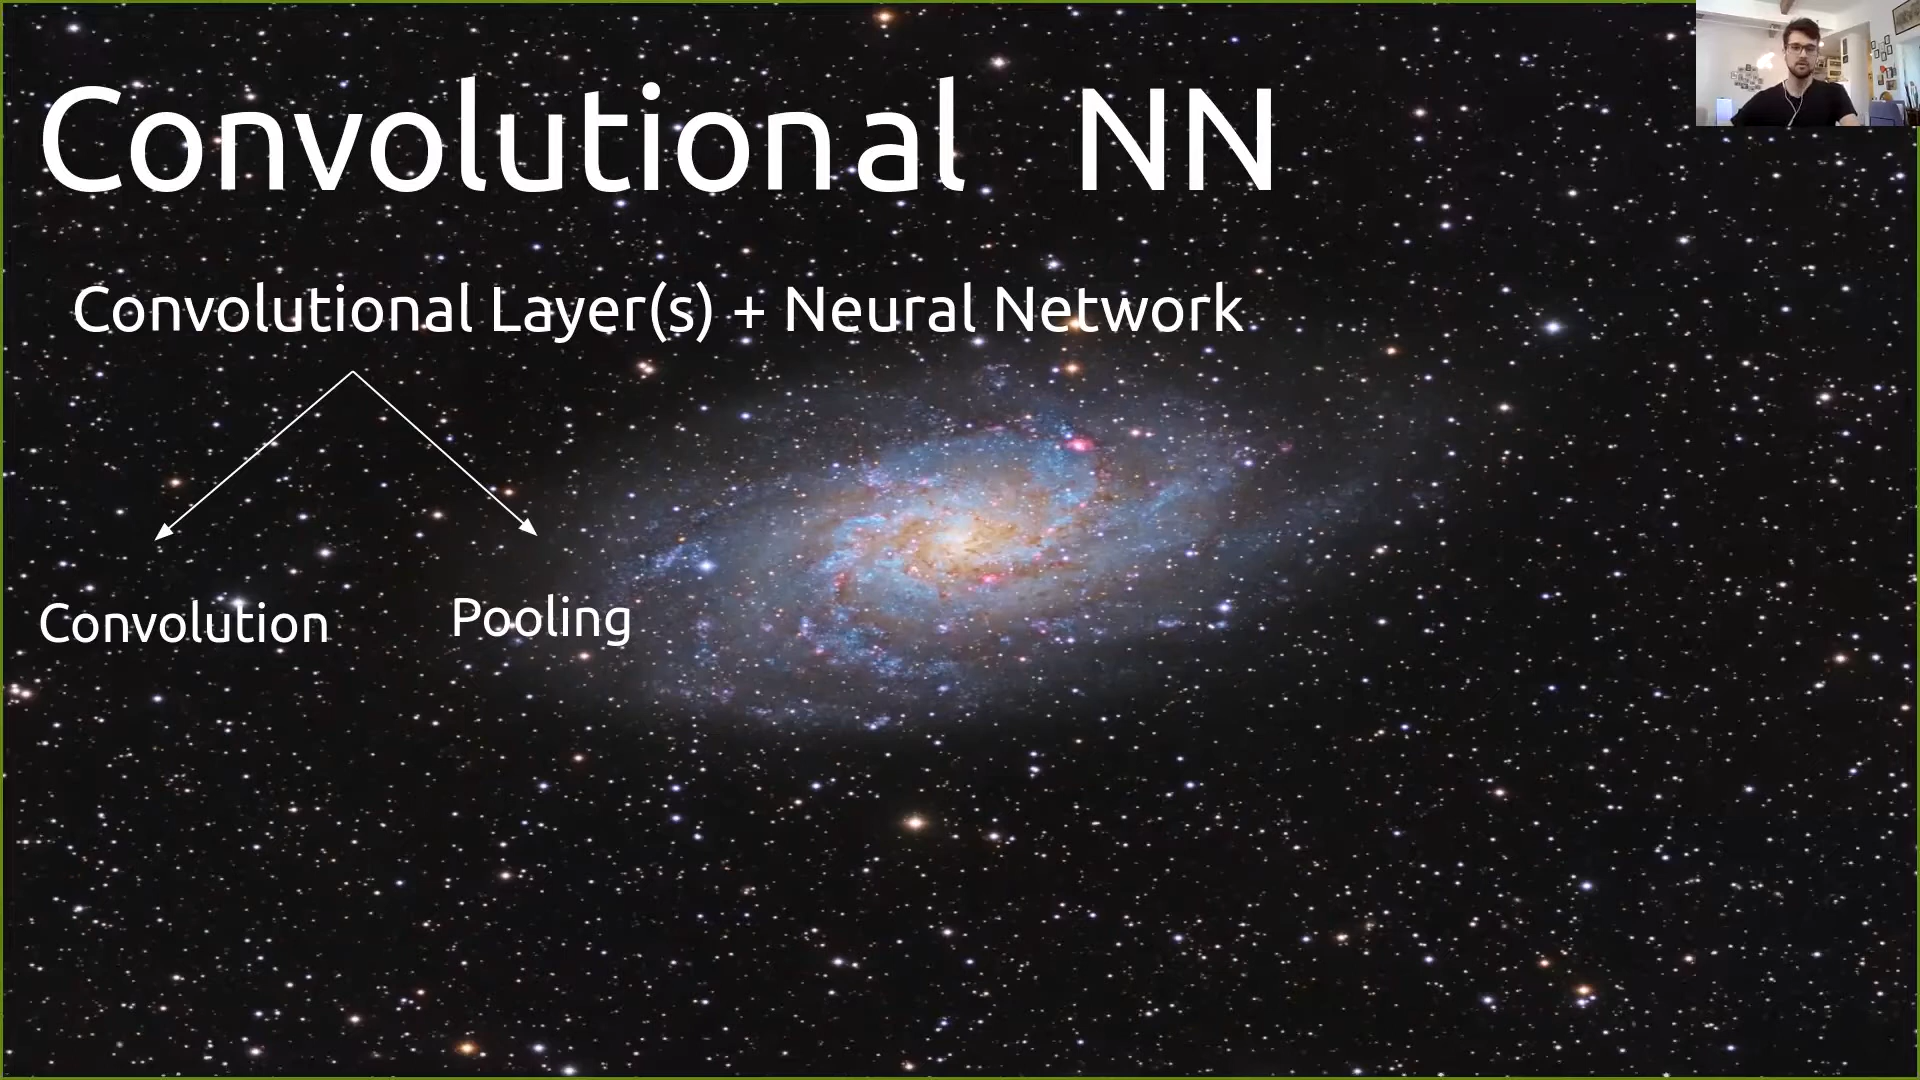 Convolutional NN
Convolutional Layer(s) + Neural Network
Convolution
Pooling